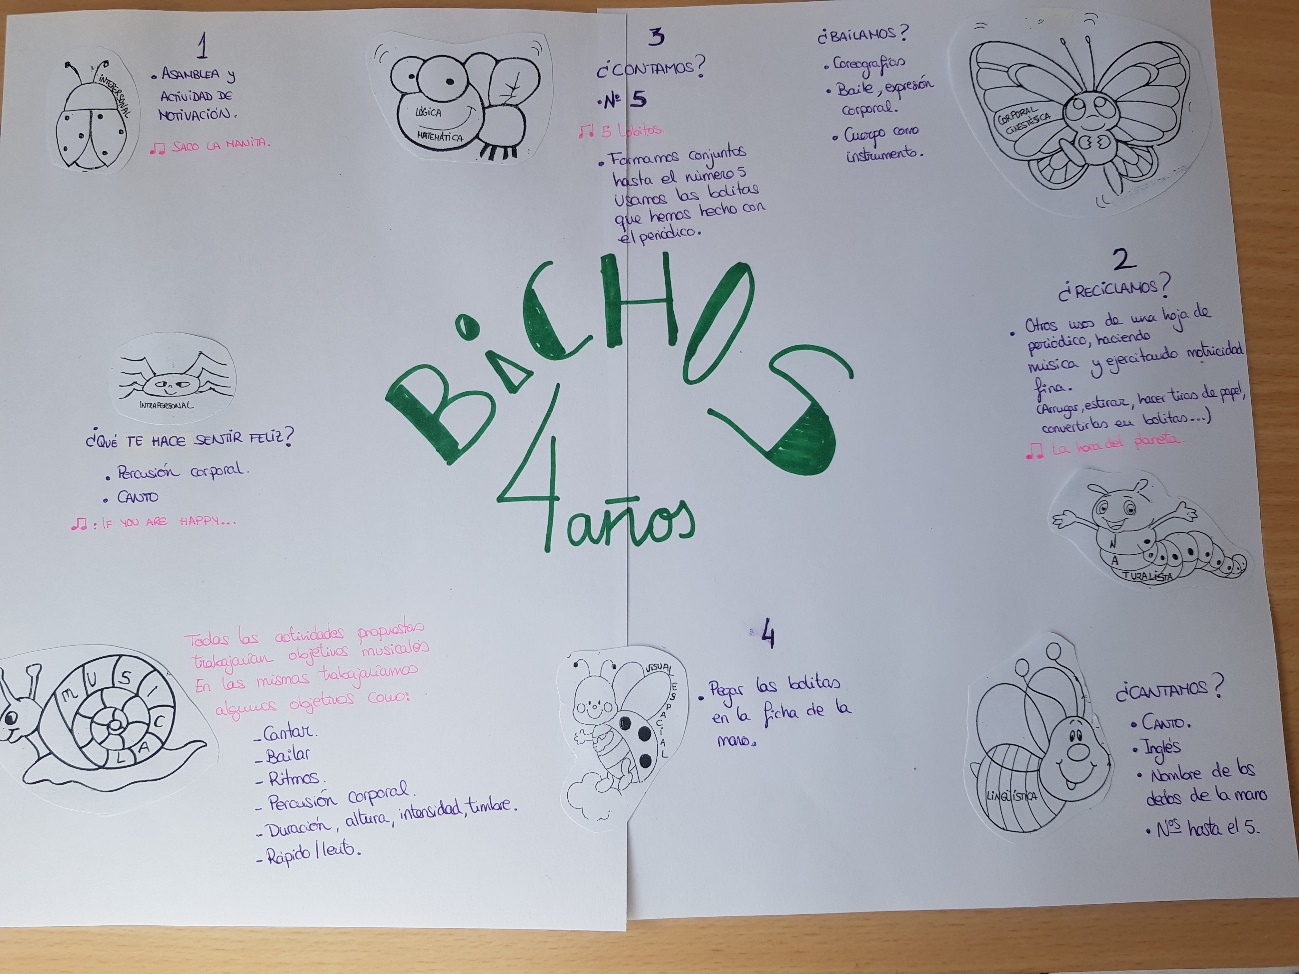 1
• ASAMBLEA y
ACTIVIDAD DE
MOTIVACIÓN.
♫ SACO LA MANITA.
INTERPERSONAL
LÓGICA
MATEMÁTICA
3
¿CONTAMOS?
• Nº 5
♫ 5 lobitos.
• Formamos conjuntos
hasta el número 5
Usamos las bolitas
que hemos hecho con
el periódico.
¿BAILAMOS?
• Coreografías
• Baile, expresión
corporal.
• Cuerpo como
instrumento.
CORPORAL
CINESTÉSICA
2
¿RECICLAMOS?
• Otros usos de una hoja de
periódico, haciendo
música y ejercitando motricidad
fina.
(Arrugar, estirar, hacer tiras de papel,
convertirlas en bolitas...)
♫ La hora del planeta
NATURALISTA
BiCHOS
4 años
INTRAPERSONAL
¿QUÉ TE HACE SENTIR FELIZ?
• Percusión corporal.
• CANTO
♫ : IF YOU ARE HAPPY...
MUSICAL
Todas las actividades propuestas
trabajarían objetivos musicales
En las mismas trabajaríamos
algunos objetivos como:
- Cantar.
- Bailar
- Ritmos.
- Percusión corporal.
- Duración, altura, intensidad, timbre.
- Rápido/lento.
VISUAL ESPACIAL
4
• Pegar las bolitas
en la ficha de la
mano.
LINGÜÍSTICA
¿CANTAMOS?
• CANTO.
• Inglés
• Nombre de los
dedos de la mano
• Nºs hasta el 5.